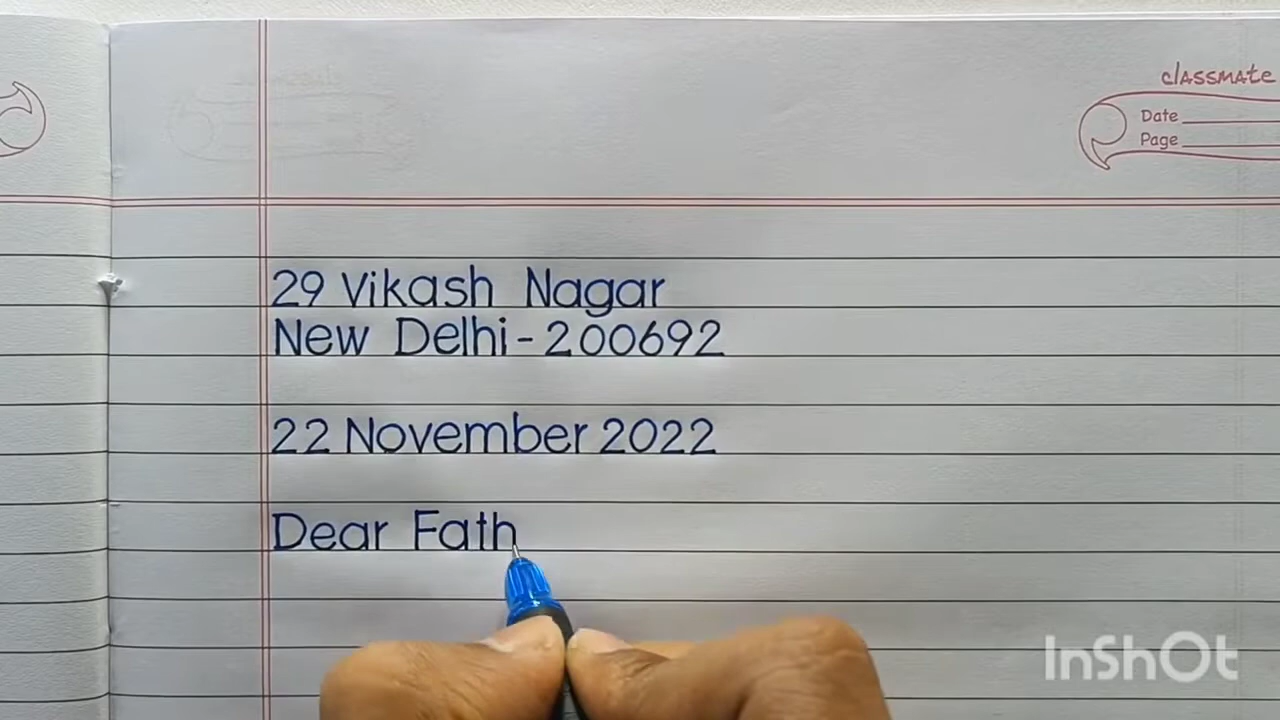 classmate
Date
Page
29 Vikash Nagar
New Delhi - 200692
22 November 2022
Dear Fath
InShOt